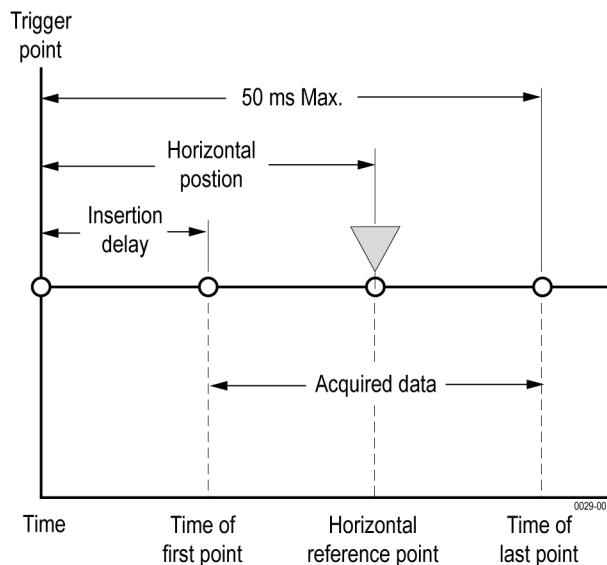 Trigger
point
50 ms Max.
Horizontal
postion
Insertion
delay
Acquired data
0029-00
Time
Time of
first point
Horizontal
reference point
Time of
last point